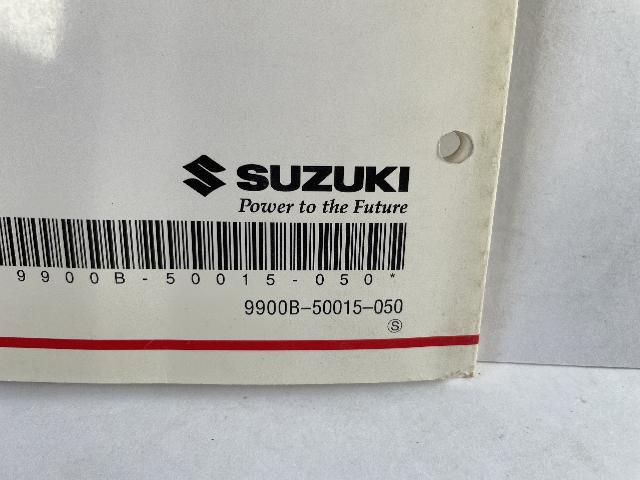 SUZUKI
Power to the Future
9900B-50015-050*
9900B-50015-050
S